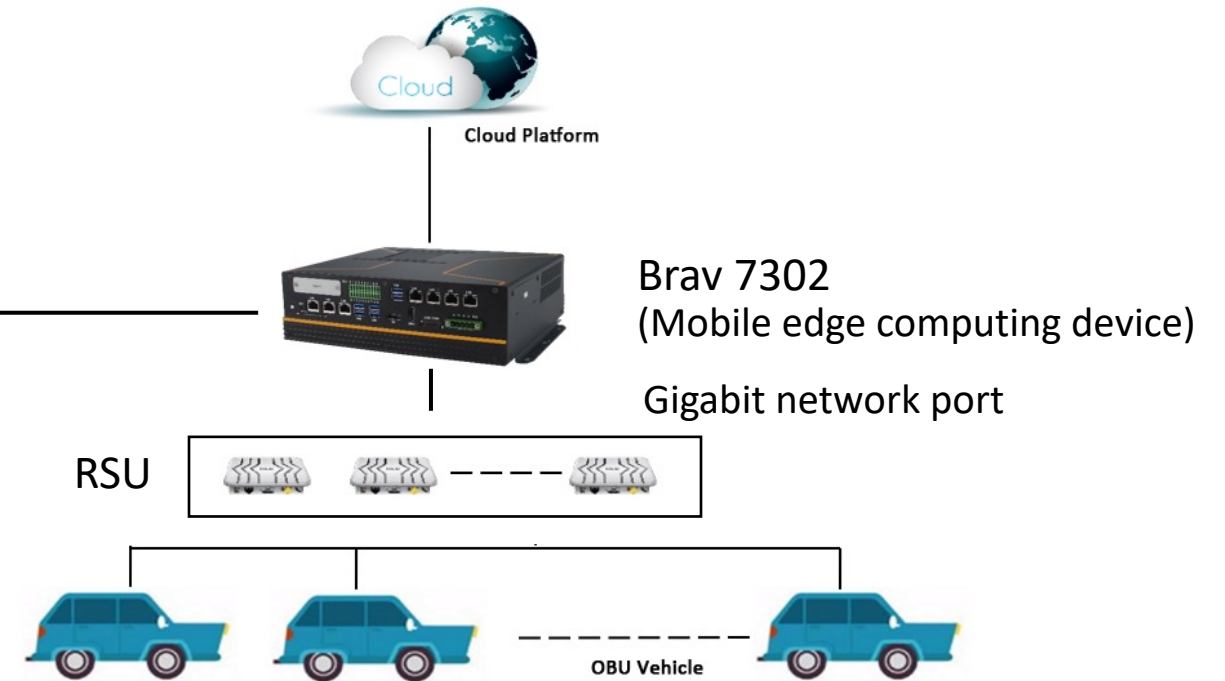 Cloud
Cloud Platform
Brav 7302
(Mobile edge computing device)
Gigabit network port
RSU
OBU Vehicle